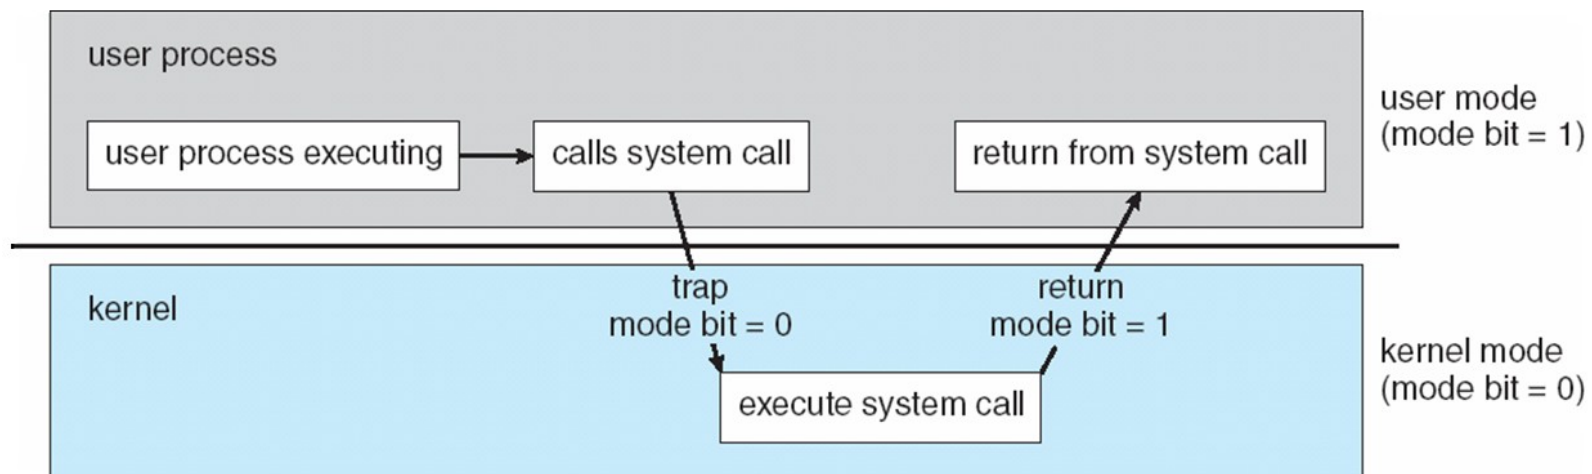 user process
user process executing
calls system call
return from system call
user mode
(mode bit = 1)
kernel
trap
mode bit = 0
return
mode bit = 1
execute system call
kernel mode
(mode bit = 0)